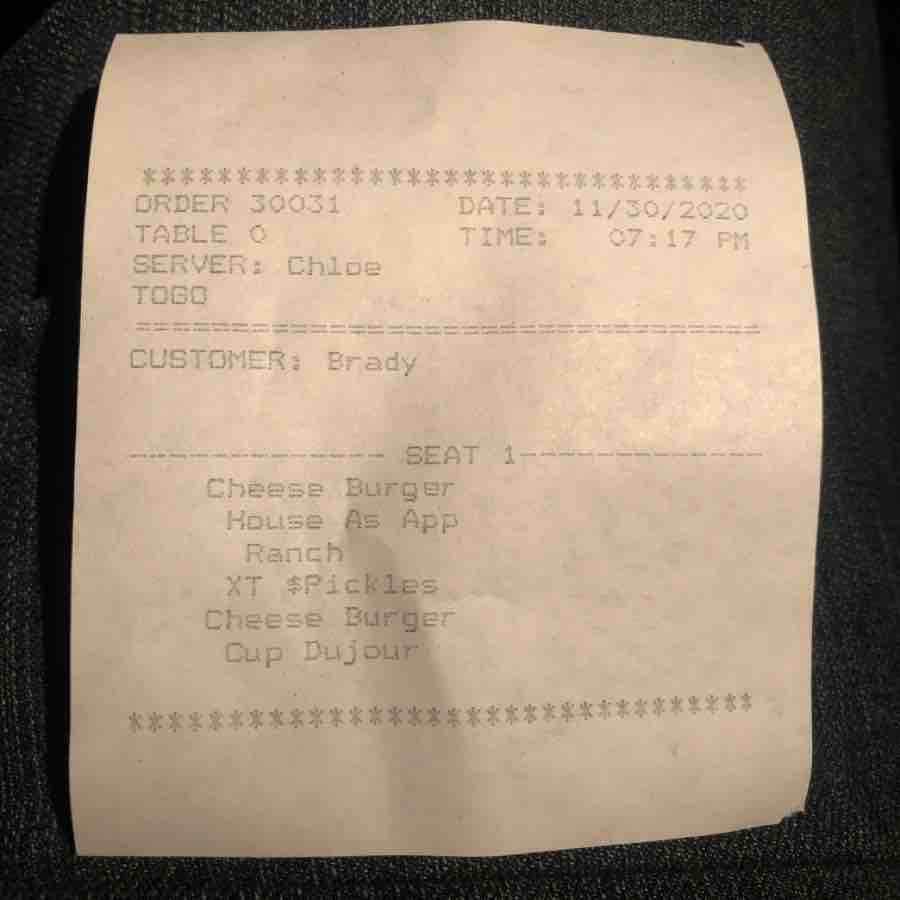 ***********************************
ORDER 30031 DATE: 11/30/2020
TABLE 0 TIME: 07:17 PM
SERVER: Chloe
TOGO
-----------------------------------
CUSTOMER: Brady
-------------- SEAT 1-------------
Cheese Burger
House As App
Ranch
XT $Pickles
Cheese Burger
Cup Dujour
***********************************